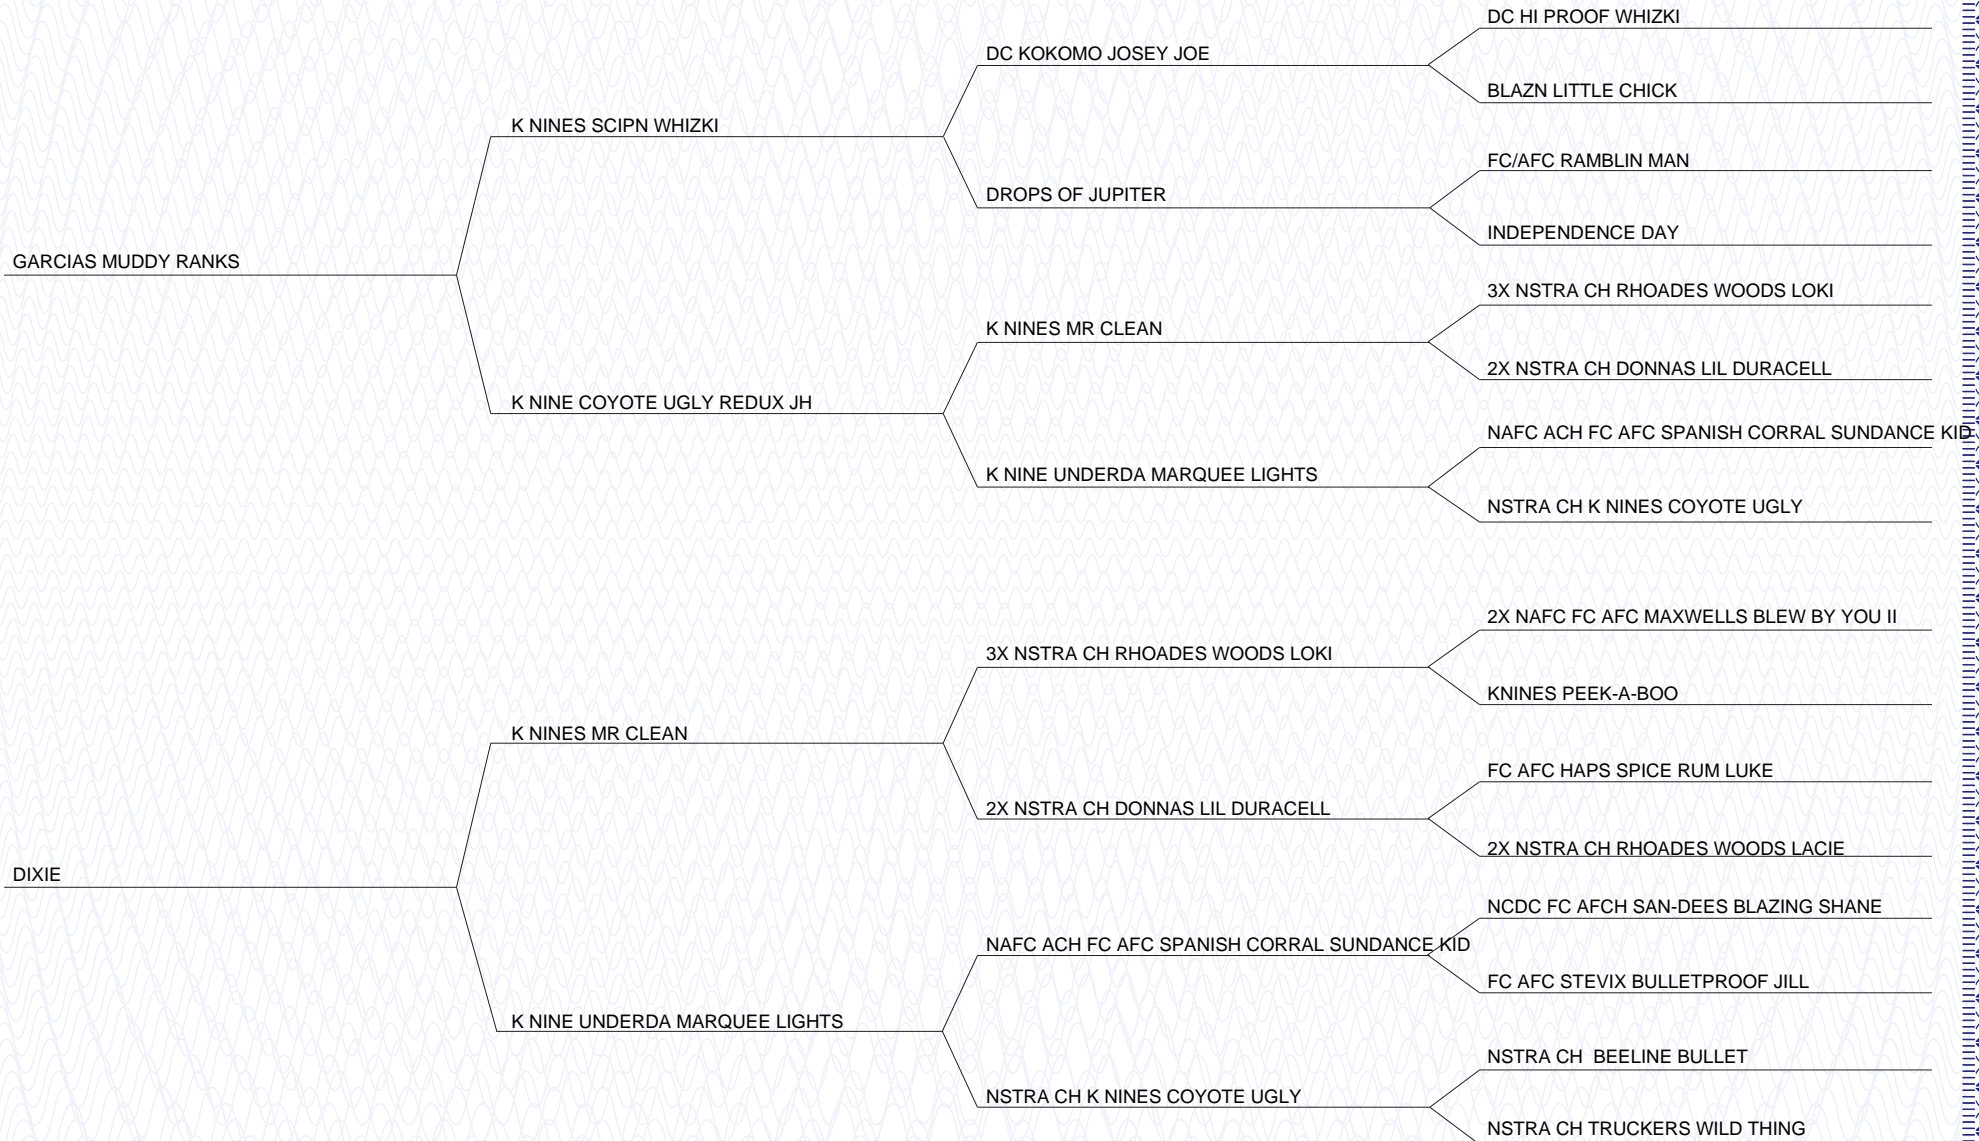 DC HI PROOF WHIZKI
DC KOKOMO JOSEY JOE
BLAZN LITTLE CHICK
K NINES SCIPN WHIZKI
FC/AFC RAMBLIN MAN
DROPS OF JUPITER
INDEPENDENCE DAY
GARCIAS MUDDY RANKS
3X NSTRA CH RHOADES WOODS LOKI
K NINES MR CLEAN
2X NSTRA CH DONNAS LIL DURACELL
K NINE COYOTE UGLY REDUX JH
NAFC ACH FC AFC SPANISH CORRAL SUNDANCE KID
K NINE UNDERDA MARQUEE LIGHTS
NSTRA CH K NINES COYOTE UGLY
2X NAFC FC AFC MAXWELLS BLEW BY YOU II
3X NSTRA CH RHOADES WOODS LOKI
KNINES PEEK-A-BOO
K NINES MR CLEAN
FC AFC HAPS SPICE RUM LUKE
2X NSTRA CH DONNAS LIL DURACELL
2X NSTRA CH RHOADES WOODS LACIE
DIXIE
NCDC FC AFCH SAN-DEES BLAZING SHANE
NAFC ACH FC AFC SPANISH CORRAL SUNDANCE KID
FC AFC STEVIX BULLETPROOF JILL
K NINE UNDERDA MARQUEE LIGHTS
NSTRA CH  BEELINE BULLET
NSTRA CH K NINES COYOTE UGLY
NSTRA CH TRUCKERS WILD THING